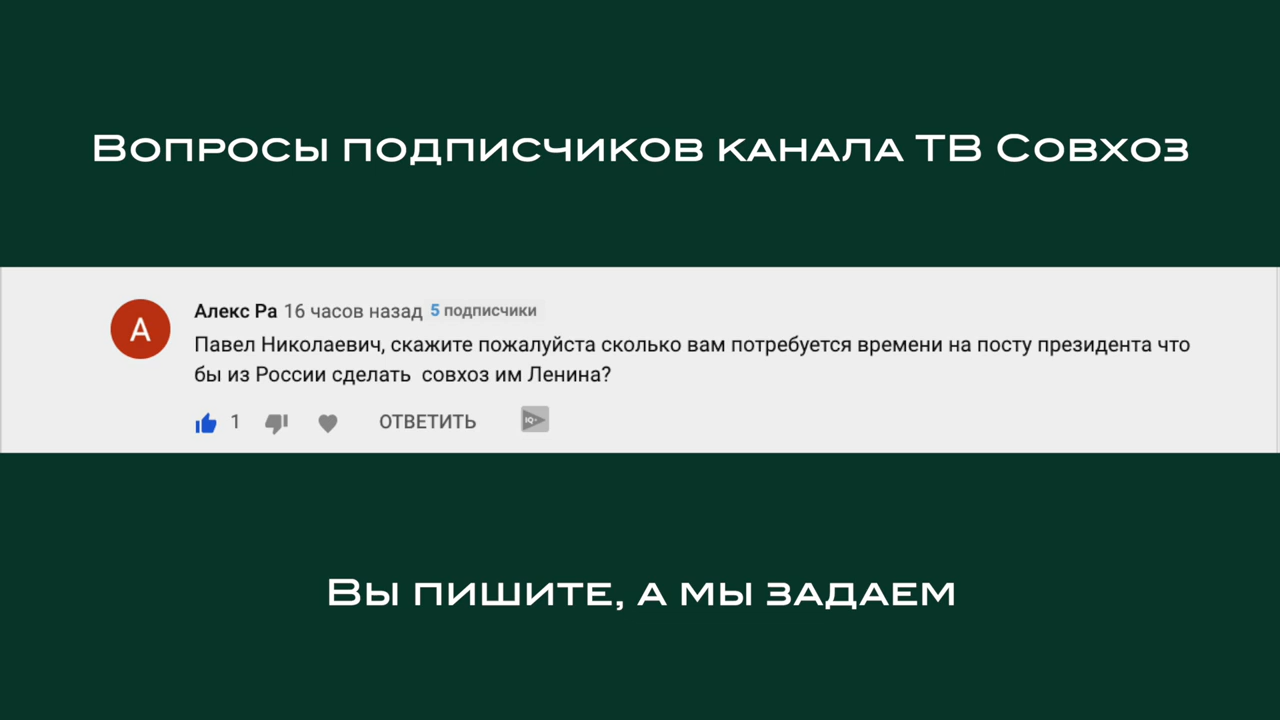 Вопросы подписчиков канала ТВ Совхоз
А
Алекс Ра 16 часов назад 5 подписчики
Павел Николаевич, скажите пожалуйста сколько вам потребуется времени на посту президента что
бы из России сделать совхоз им Ленина?
1 ОТВЕТИТЬ IQ+
Вы пишите, а мы задаем